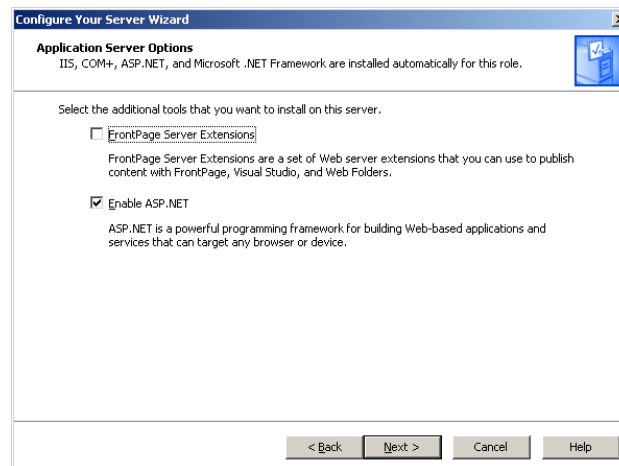 Configure Your Server Wizard
Application Server Options
IIS, COM+, ASP.NET, and Microsoft .NET Framework are installed automatically for this role.
Select the additional tools that you want to install on this server.
FrontPage Server Extensions
FrontPage Server Extensions are a set of Web server extensions that you can use to publish
content with FrontPage, Visual Studio, and Web Folders.
Enable ASP.NET
ASP.NET is a powerful programming framework for building Web-based applications and
services that can target any browser or device.
< Back Next > Cancel Help